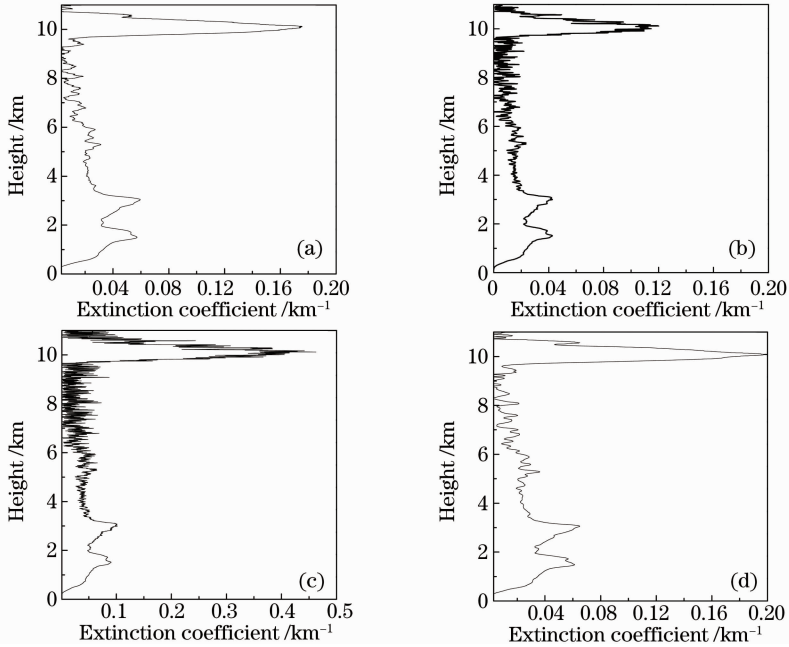 10
8
6
4
2
0
Height /km
(a)
0.04 0.08 0.12 0.16 0.20
Extinction coefficient /km⁻¹
10
8
6
4
2
0
Height /km
(b)
0 0.04 0.08 0.12 0.16 0.20
Extinction coefficient /km⁻¹
10
8
6
4
2
0
Height /km
(c)
0.1 0.2 0.3 0.4 0.5
Extinction coefficient /km⁻¹
10
8
6
4
2
0
Height /km
(d)
0.04 0.08 0.12 0.16 0.20
Extinction coefficient /km⁻¹